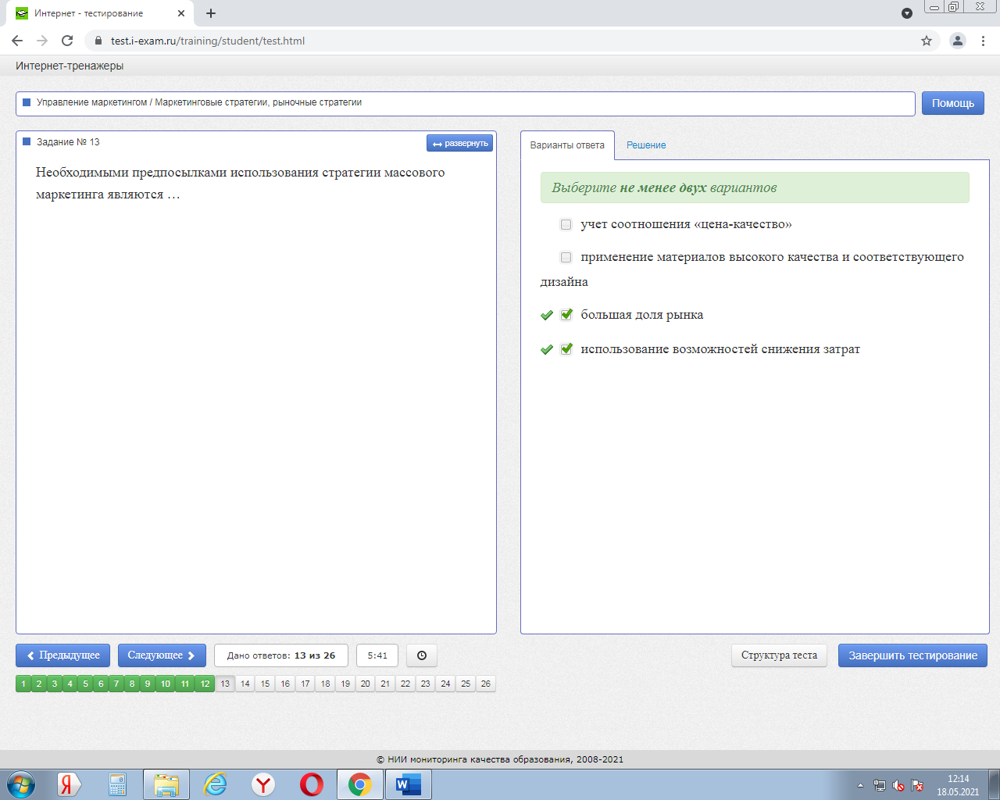 Интернет - тестирование
test.i-exam.ru/training/student/test.html
Интернет-тренажеры
Управление маркетингом / Маркетинговые стратегии, рыночные стратегии
Помощь
Задание № 13
развернуть
Необходимыми предпосылками использования стратегии массового
маркетинга являются …
Варианты ответа
Решение
Выберите не менее двух вариантов
учет соотношения «цена-качество»
применение материалов высокого качества и соответствующего
дизайна
большая доля рынка
использование возможностей снижения затрат
Предыдущее
Следующее
Дано ответов: 13 из 26
5:41
Структура теста
Завершить тестирование
1 2 3 4 5 6 7 8 9 10 11 12 13 14 15 16 17 18 19 20 21 22 23 24 25 26
© НИИ мониторинга качества образования, 2008-2021
12:14
18.05.2021